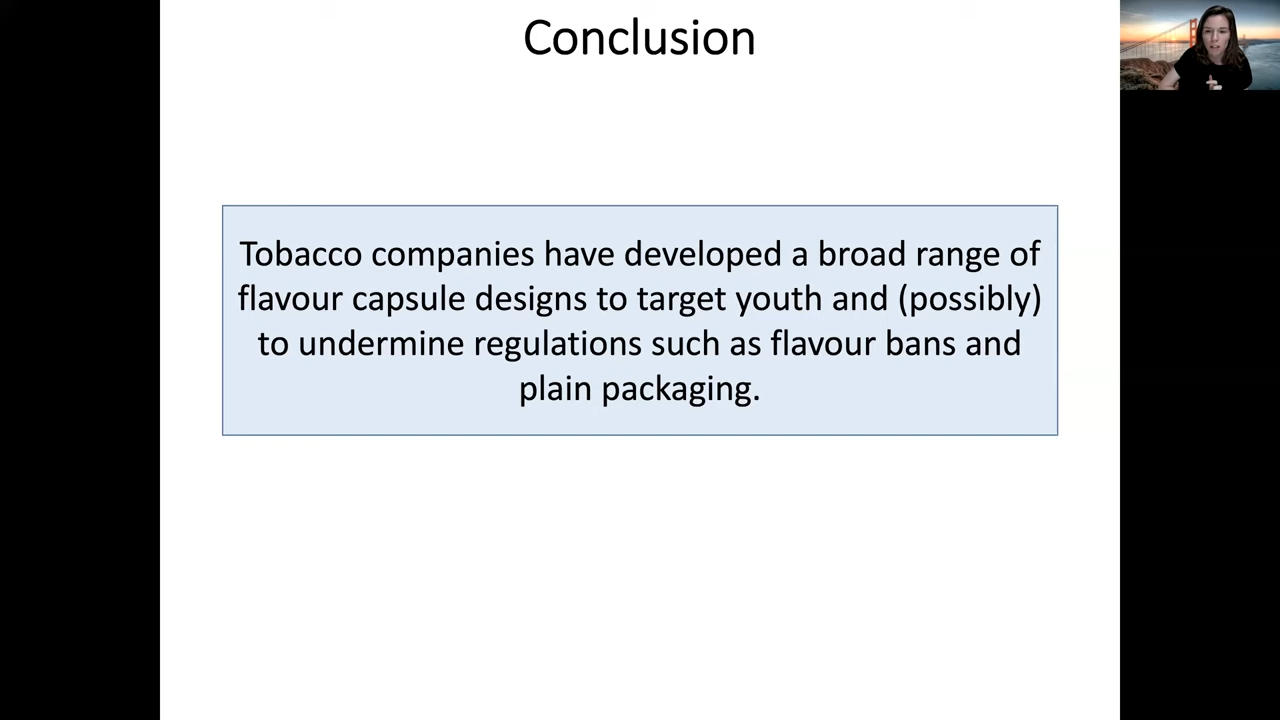 Conclusion
Tobacco companies have developed a broad range of
flavour capsule designs to target youth and (possibly)
to undermine regulations such as flavour bans and
plain packaging.